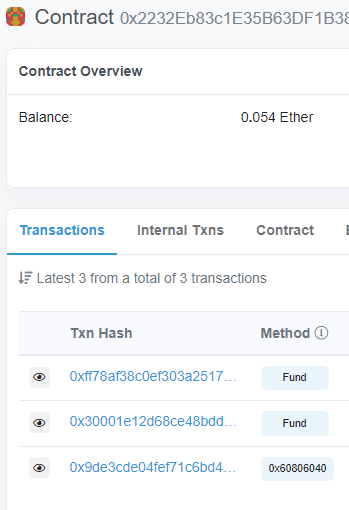 Contract 0x2232Eb83c1E35B63DF1B38
Contract Overview
Balance: 0.054 Ether
Transactions Internal Txns Contract
Latest 3 from a total of 3 transactions
Txn Hash Method
0xff78af38c0ef303a2517... Fund
0x30001e12d68ce48bdd... Fund
0x9de3cde04fef71c6bd4... 0x60806040